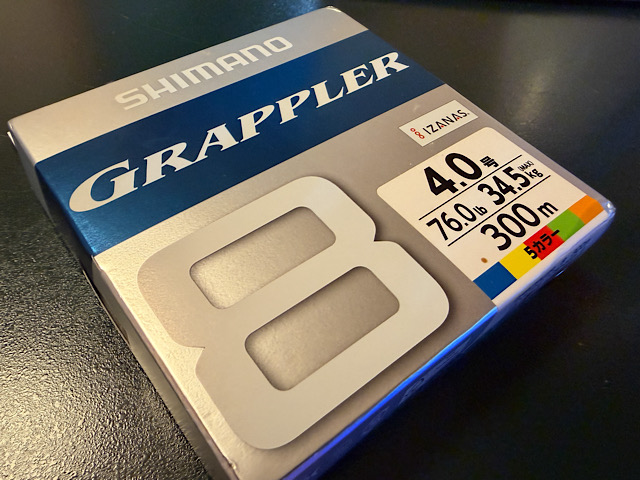 SHIMANO
GRAPPLER
IZANAS
8
4.0号
76.0lb 34.5kg (MAX)
300m
5カラー